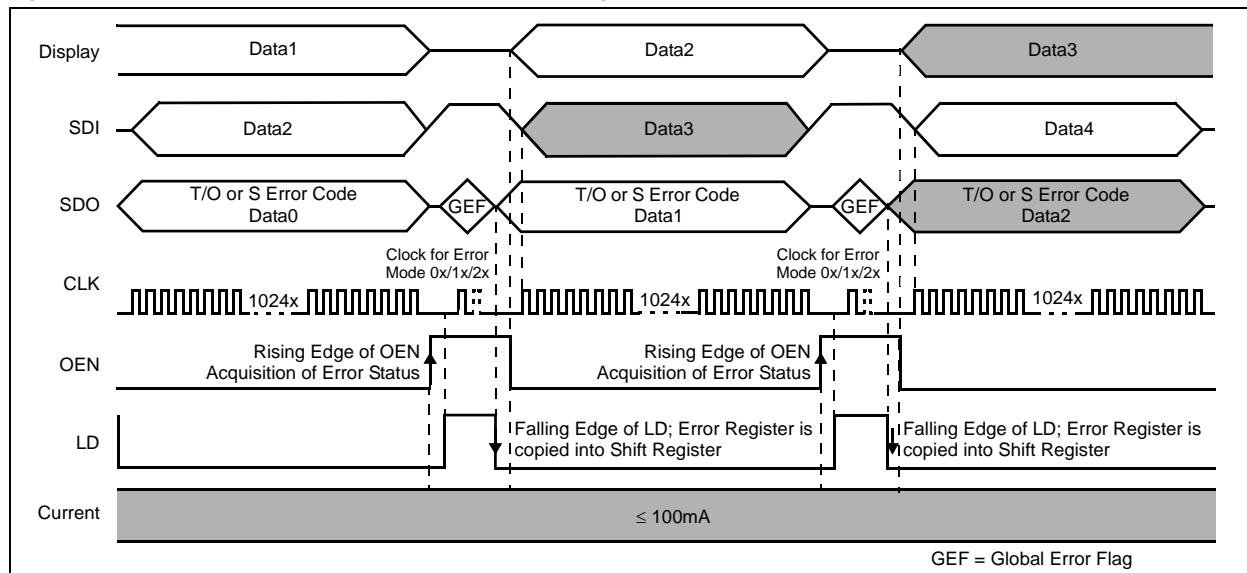 Display
Data1
Data2
Data3
SDI
Data2
Data3
Data4
SDO
T/O or S Error Code
Data0
GEF
T/O or S Error Code
Data1
GEF
T/O or S Error Code
Data2
Clock for Error
Mode 0x/1x/2x
Clock for Error
Mode 0x/1x/2x
CLK
1024x
1024x
1024x
OEN
Rising Edge of OEN
Acquisition of Error Status
Rising Edge of OEN
Acquisition of Error Status
LD
Falling Edge of LD; Error Register is
copied into Shift Register
Falling Edge of LD; Error Register is
copied into Shift Register
Current
≤ 100mA
GEF = Global Error Flag